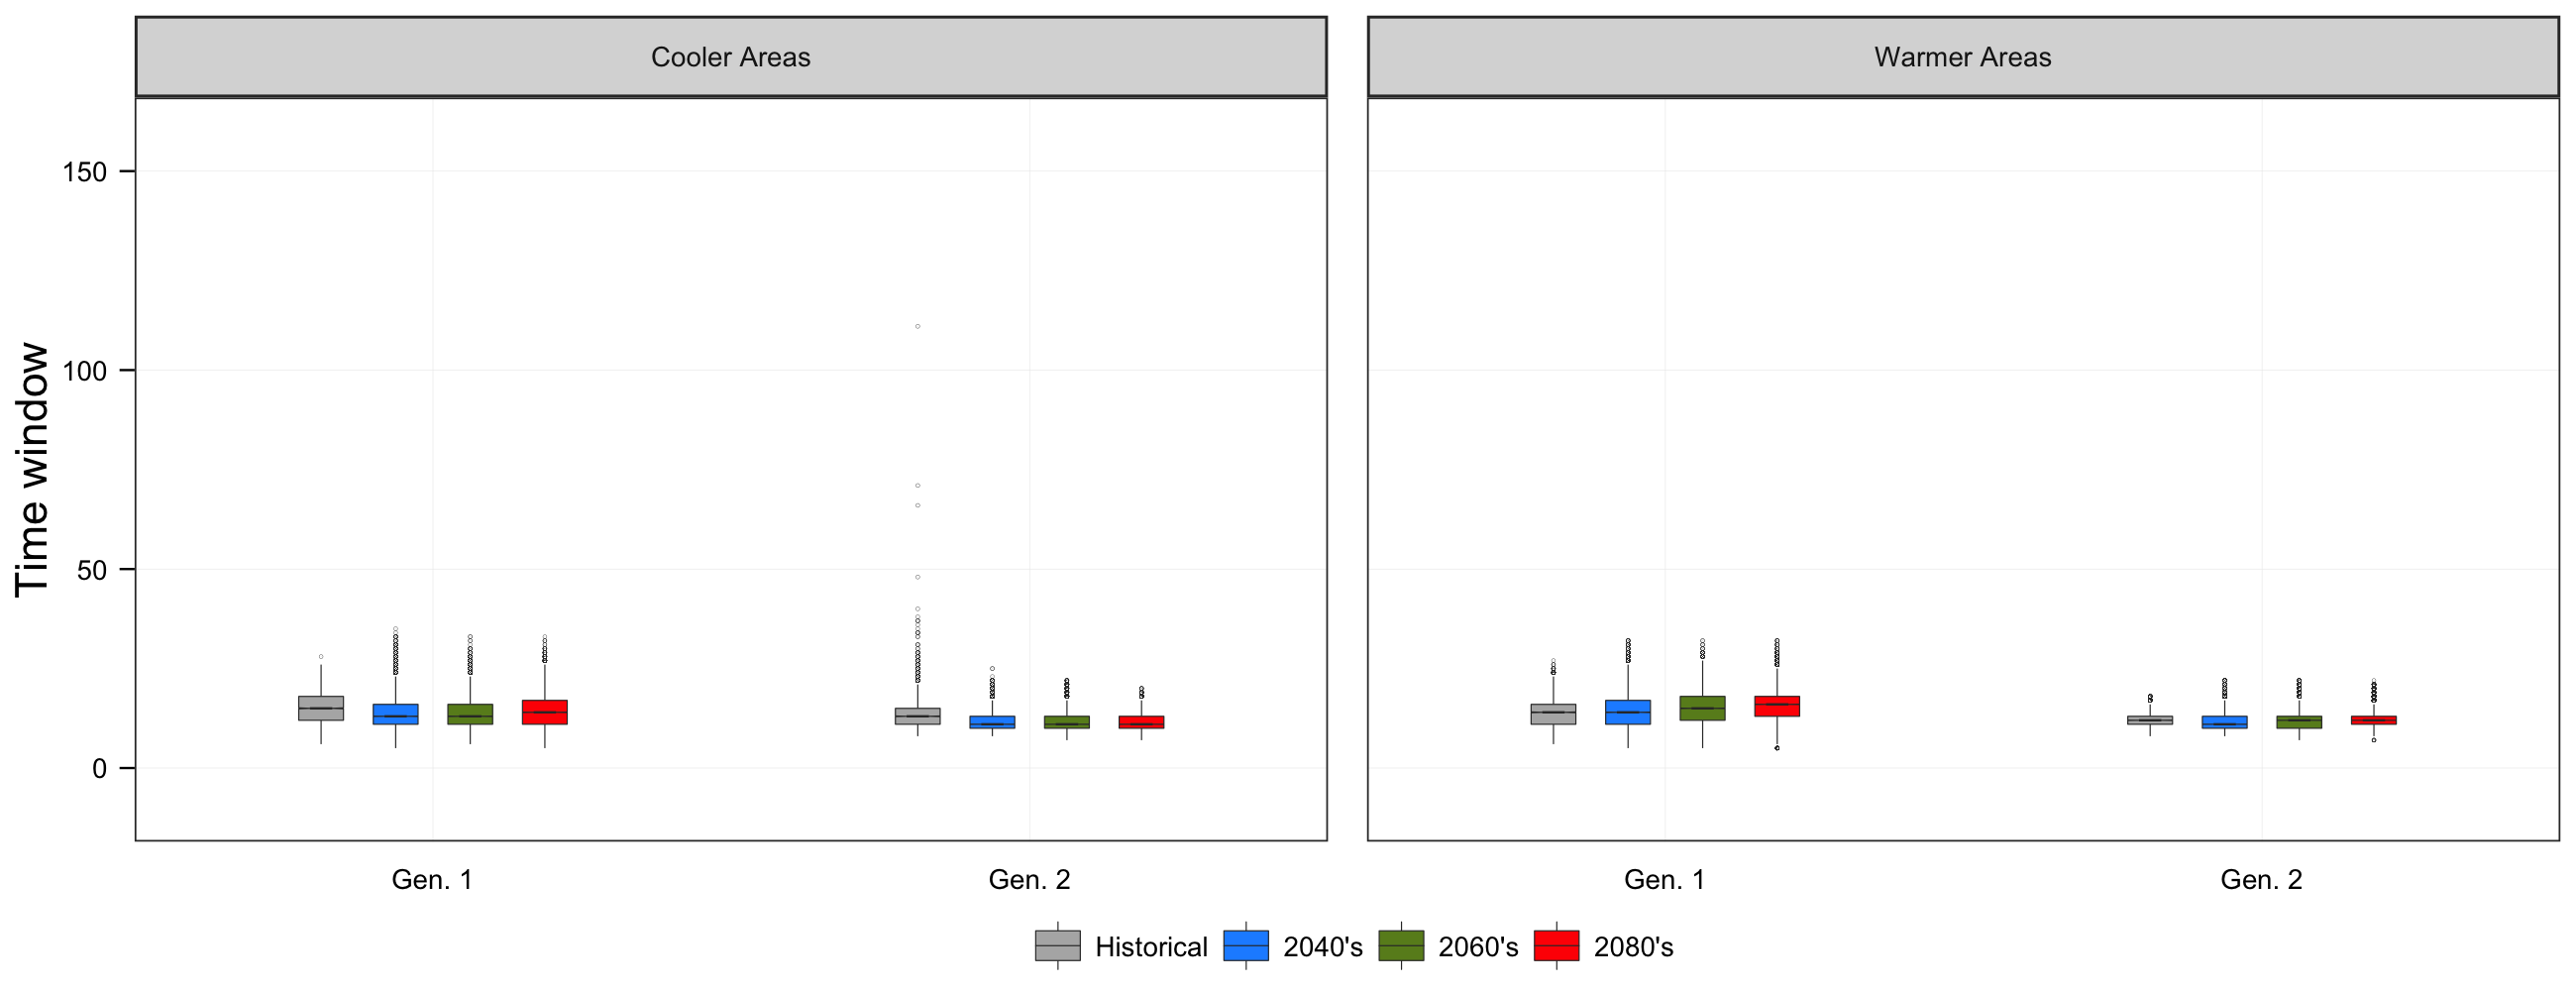 Cooler Areas
Warmer Areas
Time window
150
100
50
0
Gen. 1
Gen. 2
Gen. 1
Gen. 2
Historical
2040's
2060's
2080's